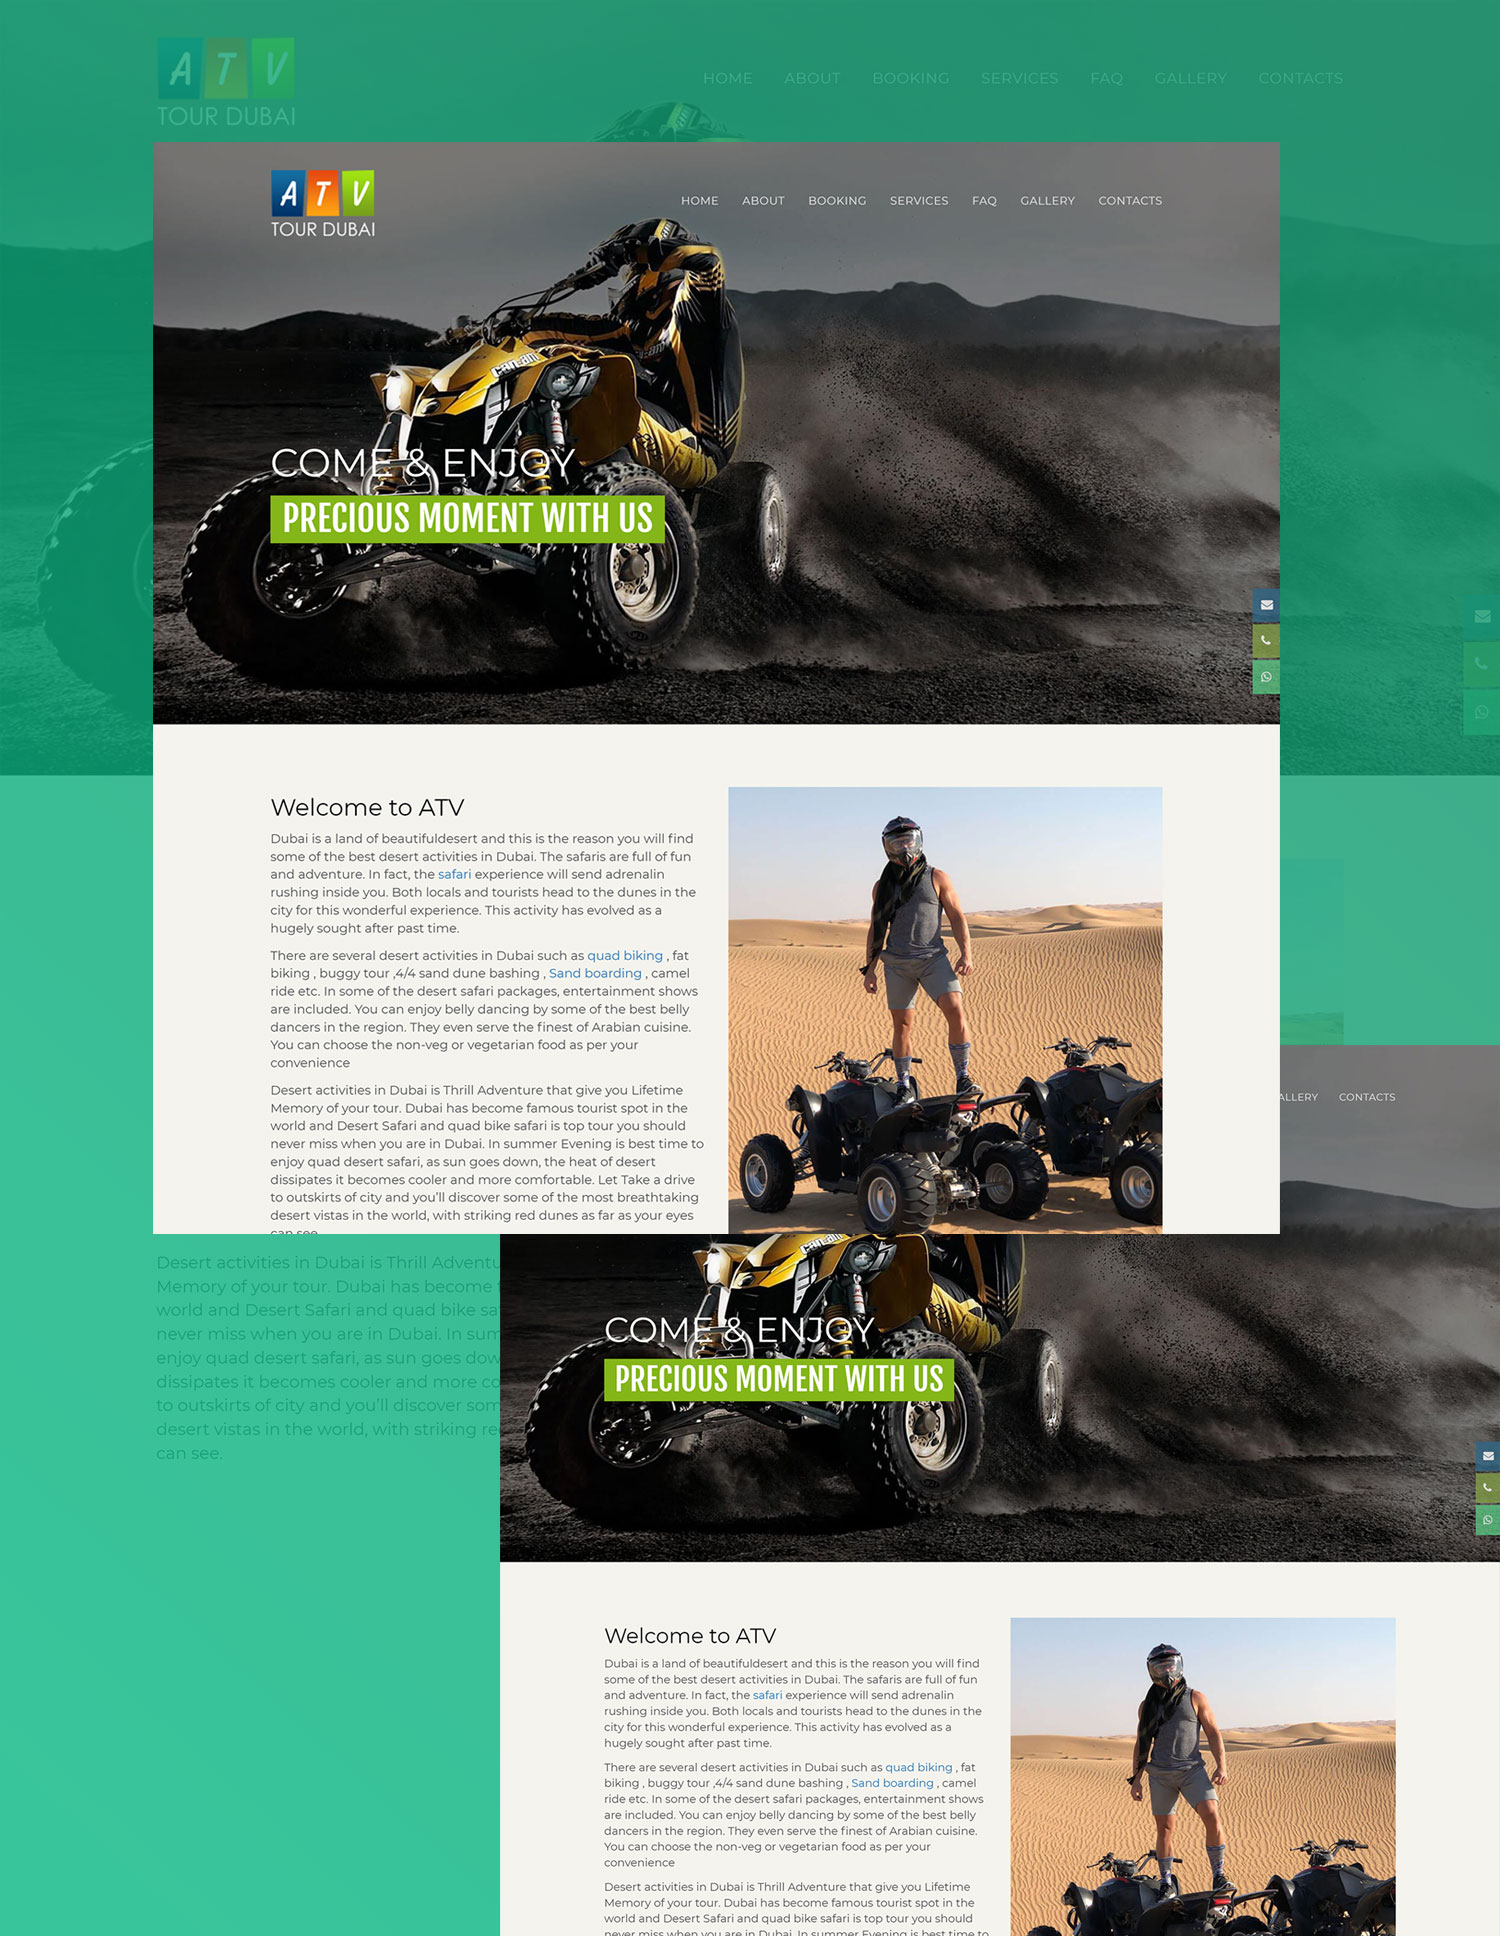 A T V
TOUR DUBAI
HOME ABOUT BOOKING SERVICES FAQ GALLERY CONTACTS
A T V
TOUR DUBAI
HOME ABOUT BOOKING SERVICES FAQ GALLERY CONTACTS
can-am
COME & ENJOY
PRECIOUS MOMENT WITH US
Welcome to ATV
Dubai is a land of beautifuldesert and this is the reason you will find
some of the best desert activities in Dubai. The safaris are full of fun
and adventure. In fact, the safari experience will send adrenalin
rushing inside you. Both locals and tourists head to the dunes in the
city for this wonderful experience. This activity has evolved as a
hugely sought after past time.
There are several desert activities in Dubai such as quad biking , fat
biking , buggy tour ,4/4 sand dune bashing , Sand boarding , camel
ride etc. In some of the desert safari packages, entertainment shows
are included. You can enjoy belly dancing by some of the best belly
dancers in the region. They even serve the finest of Arabian cuisine.
You can choose the non-veg or vegetarian food as per your
convenience
Desert activities in Dubai is Thrill Adventure that give you Lifetime
Memory of your tour. Dubai has become famous tourist spot in the
world and Desert Safari and quad bike safari is top tour you should
never miss when you are in Dubai. In summer Evening is best time to
enjoy quad desert safari, as sun goes down, the heat of desert
dissipates it becomes cooler and more comfortable. Let Take a drive
to outskirts of city and you'll discover some of the most breathtaking
desert vistas in the world, with striking red dunes as far as your eyes
can see
Desert activities in Dubai is Thrill Adventu
Memory of your tour. Dubai has become
world and Desert Safari and quad bike sa
never miss when you are in Dubai. In sum
enjoy quad desert safari, as sun goes dow
dissipates it becomes cooler and more co
to outskirts of city and you'll discover som
desert vistas in the world, with striking re
can see.
ALLERY CONTACTS
COME & ENJOY
PRECIOUS MOMENT WITH US
Welcome to ATV
Dubai is a land of beautifuldesert and this is the reason you will find
some of the best desert activities in Dubai. The safaris are full of fun
and adventure. In fact, the safari experience will send adrenalin
rushing inside you. Both locals and tourists head to the dunes in the
city for this wonderful experience. This activity has evolved as a
hugely sought after past time.
There are several desert activities in Dubai such as quad biking , fat
biking , buggy tour ,4/4 sand dune bashing , Sand boarding , camel
ride etc. In some of the desert safari packages, entertainment shows
are included. You can enjoy belly dancing by some of the best belly
dancers in the region. They even serve the finest of Arabian cuisine.
You can choose the non-veg or vegetarian food as per your
convenience
Desert activities in Dubai is Thrill Adventure that give you Lifetime
Memory of your tour. Dubai has become famous tourist spot in the
world and Desert Safari and quad bike safari is top tour you should
never miss when you are in Dubai. In summer Evening is best time to